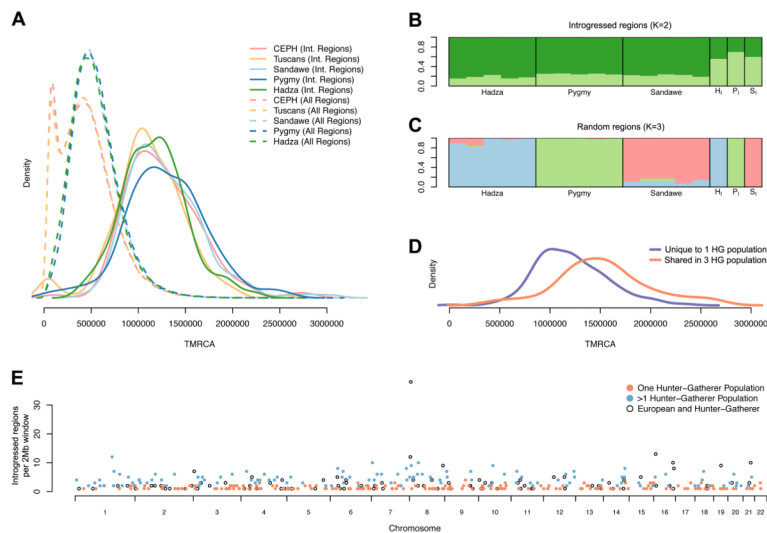 A
CEPH (Int. Regions)
Tuscans (Int. Regions)
Sandawe (Int. Regions)
Pygmy (Int. Regions)
Hadza (Int. Regions)
CEPH (All Regions)
Tuscans (All Regions)
Sandawe (All Regions)
Pygmy (All Regions)
Hadza (All Regions)
Density
0 500000 1000000 1500000 2000000 2500000 3000000
TMRCA
B
Introgressed regions (K=2)
0.0 0.4 0.8
Hadza Pygmy Sandawe HI PI SI
C
Random regions (K=3)
0.0 0.4 0.8
Hadza Pygmy Sandawe HI PI SI
D
Unique to 1 HG population
Shared in 3 HG population
Density
0 500000 1000000 1500000 2000000 2500000 3000000
TMRCA
E
One Hunter−Gatherer Population
>1 Hunter−Gatherer Population
European and Hunter−Gatherer
Introgressed regions
per 2Mb window
0 10 20 30
1 2 3 4 5 6 7 8 9 10 11 12 13 14 15 16 17 18 19 20 21 22
Chromosome